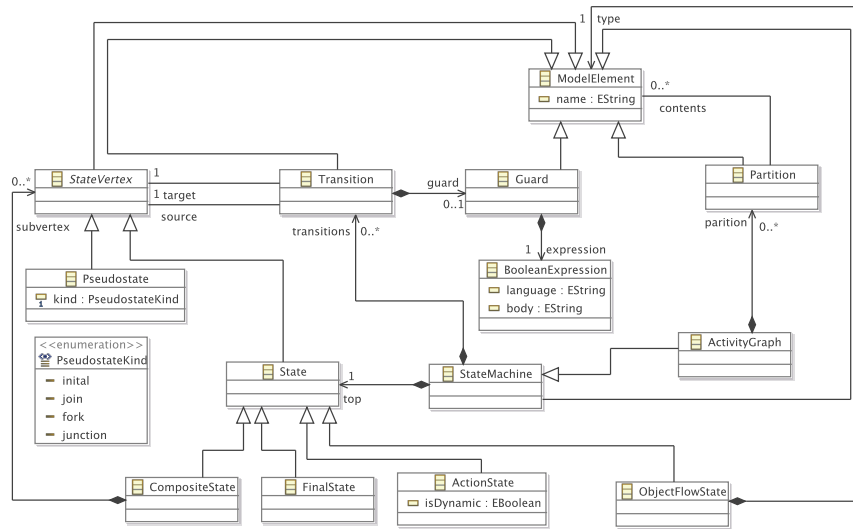 1
type
ModelElement
name : EString
0..*
contents
0..*
StateVertex
1
1 target
source
subvertex
Transition
guard
0..1
transitions
0..*
Guard
1
expression
Partition
parition
0..*
Pseudostate
kind : PseudostateKind
1
BooleanExpression
language : EString
body : EString
<<enumeration>>
PseudostateKind
inital
join
fork
junction
State
1
top
StateMachine
ActivityGraph
CompositeState
FinalState
ActionState
isDynamic : EBoolean
ObjectFlowState